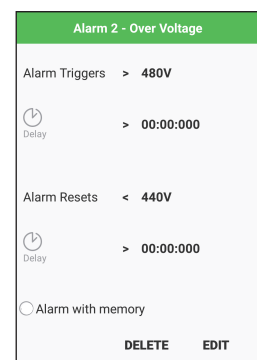 Alarm 2 - Over Voltage
Alarm Triggers > 480V
Delay > 00:00:000
Alarm Resets < 440V
Delay > 00:00:000
Alarm with memory
DELETE EDIT